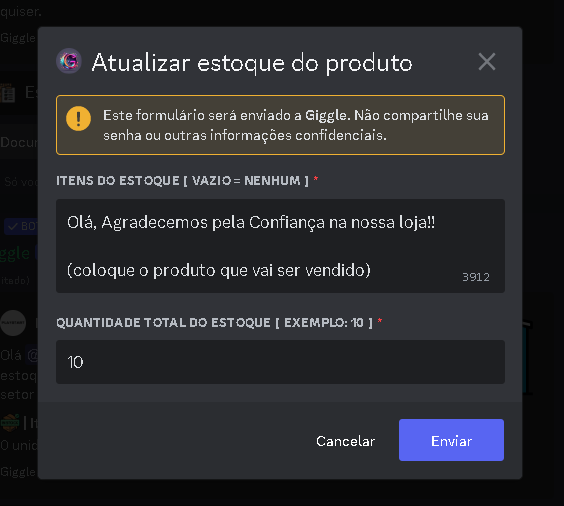 quiser.
Giggle
Atualizar estoque do produto
Este formulário será enviado a Giggle. Não compartilhe sua
senha ou outras informações confidenciais.
ITENS DO ESTOQUE [ VAZIO = NENHUM ] *
Olá, Agradecemos pela Confiança na nossa loja!!
(coloque o produto que vai ser vendido)
3912
QUANTIDADE TOTAL DO ESTOQUE [ EXEMPLO: 10 ] *
10
Cancelar
Enviar
Es
Docum
Só vo
BO
ggle
itado)
Olá @
estoq
setor
| It
0 unid
Giggle